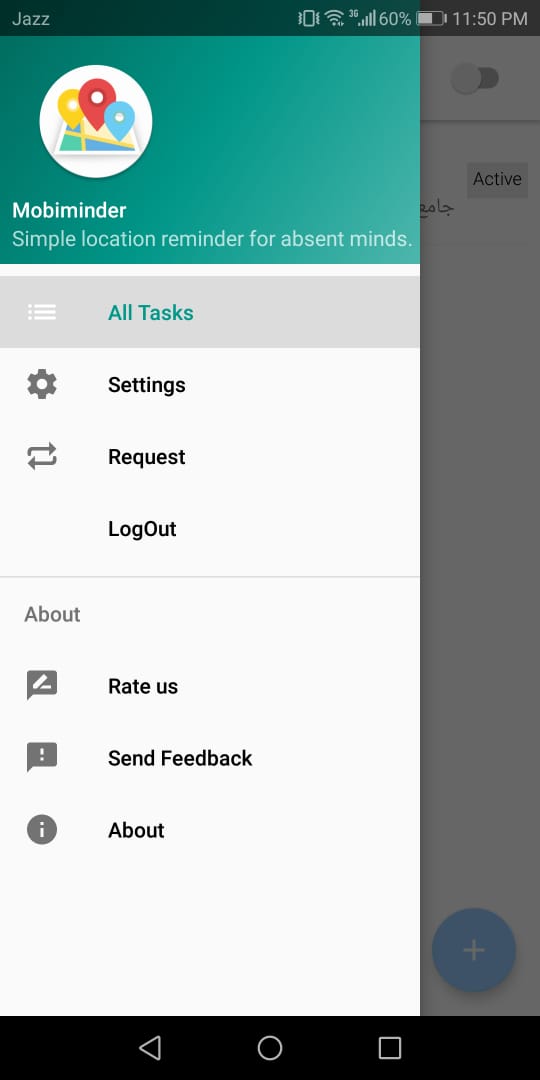 Jazz
3G 60% 11:50 PM
Mobiminder
Simple location reminder for absent minds.
Active
All Tasks
Settings
Request
LogOut
About
Rate us
Send Feedback
About